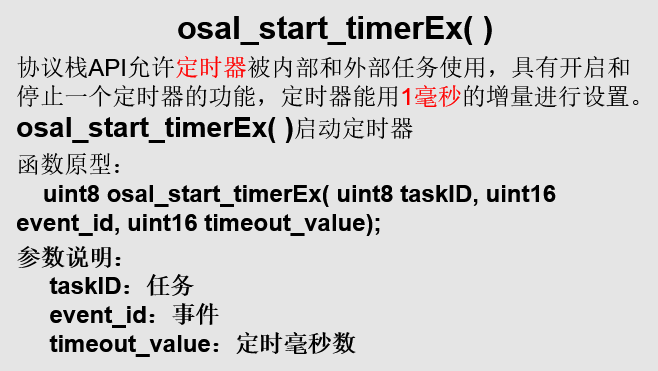 osal_start_timerEx( )
协议栈API允许定时器被内部和外部任务使用，具有开启和
停止一个定时器的功能，定时器能用1毫秒的增量进行设置。
osal_start_timerEx( )启动定时器
函数原型：
uint8 osal_start_timerEx( uint8 taskID, uint16
event_id, uint16 timeout_value);
参数说明：
taskID：任务
event_id：事件
timeout_value：定时毫秒数